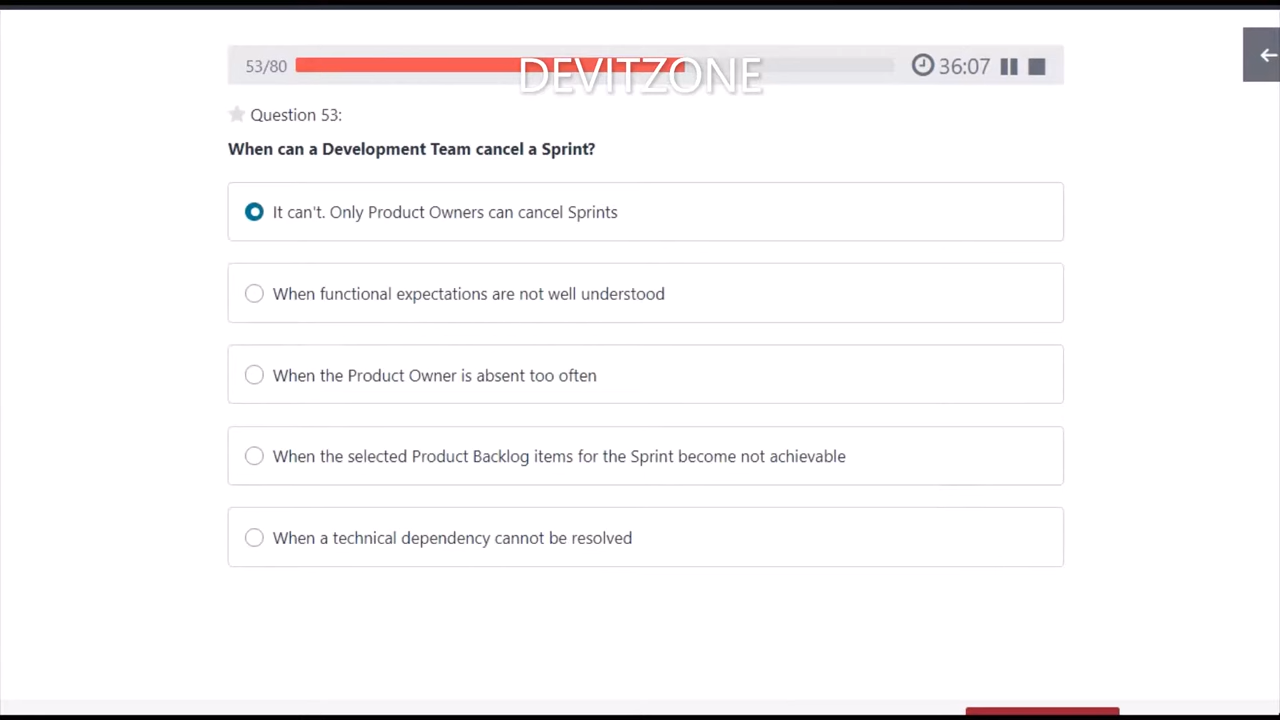 53/80
DEVITZONE
36:07
Question 53:
When can a Development Team cancel a Sprint?
It can't. Only Product Owners can cancel Sprints
When functional expectations are not well understood
When the Product Owner is absent too often
When the selected Product Backlog items for the Sprint become not achievable
When a technical dependency cannot be resolved